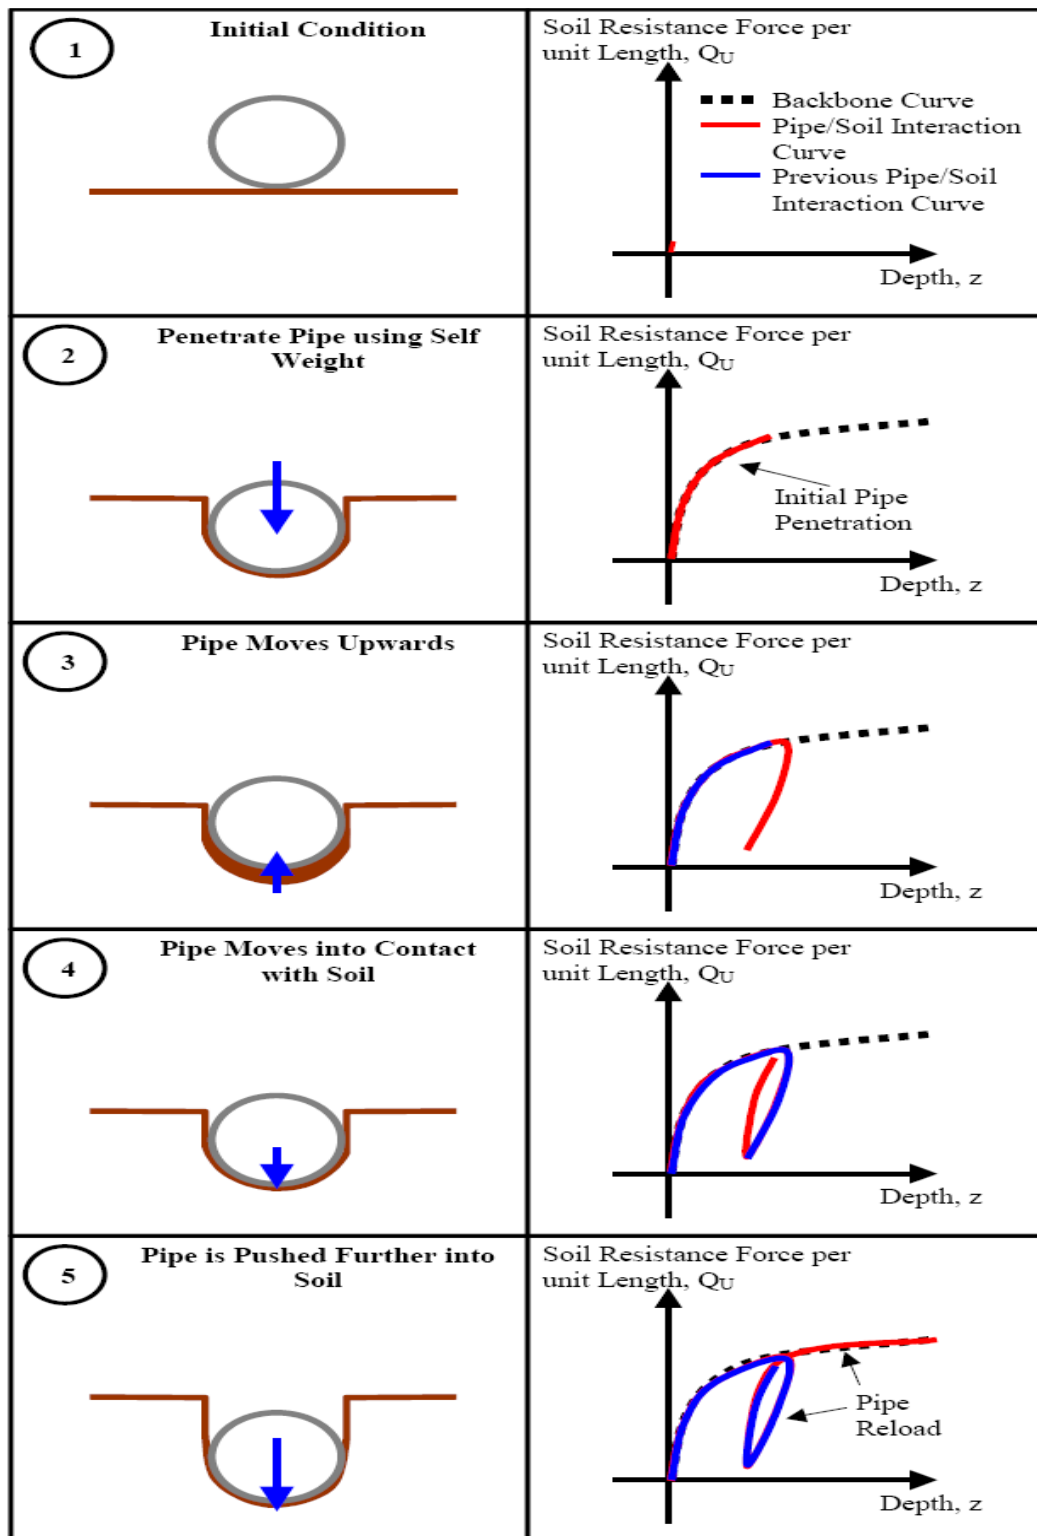 1
Initial Condition
Soil Resistance Force per
unit Length, QU
Backbone Curve
Pipe/Soil Interaction
Curve
Previous Pipe/Soil
Interaction Curve
Depth, z
2
Penetrate Pipe using Self
Weight
Soil Resistance Force per
unit Length, QU
Initial Pipe
Penetration
Depth, z
3
Pipe Moves Upwards
Soil Resistance Force per
unit Length, QU
Depth, z
4
Pipe Moves into Contact
with Soil
Soil Resistance Force per
unit Length, QU
Depth, z
5
Pipe is Pushed Further into
Soil
Soil Resistance Force per
unit Length, QU
Pipe
Reload
Depth, z